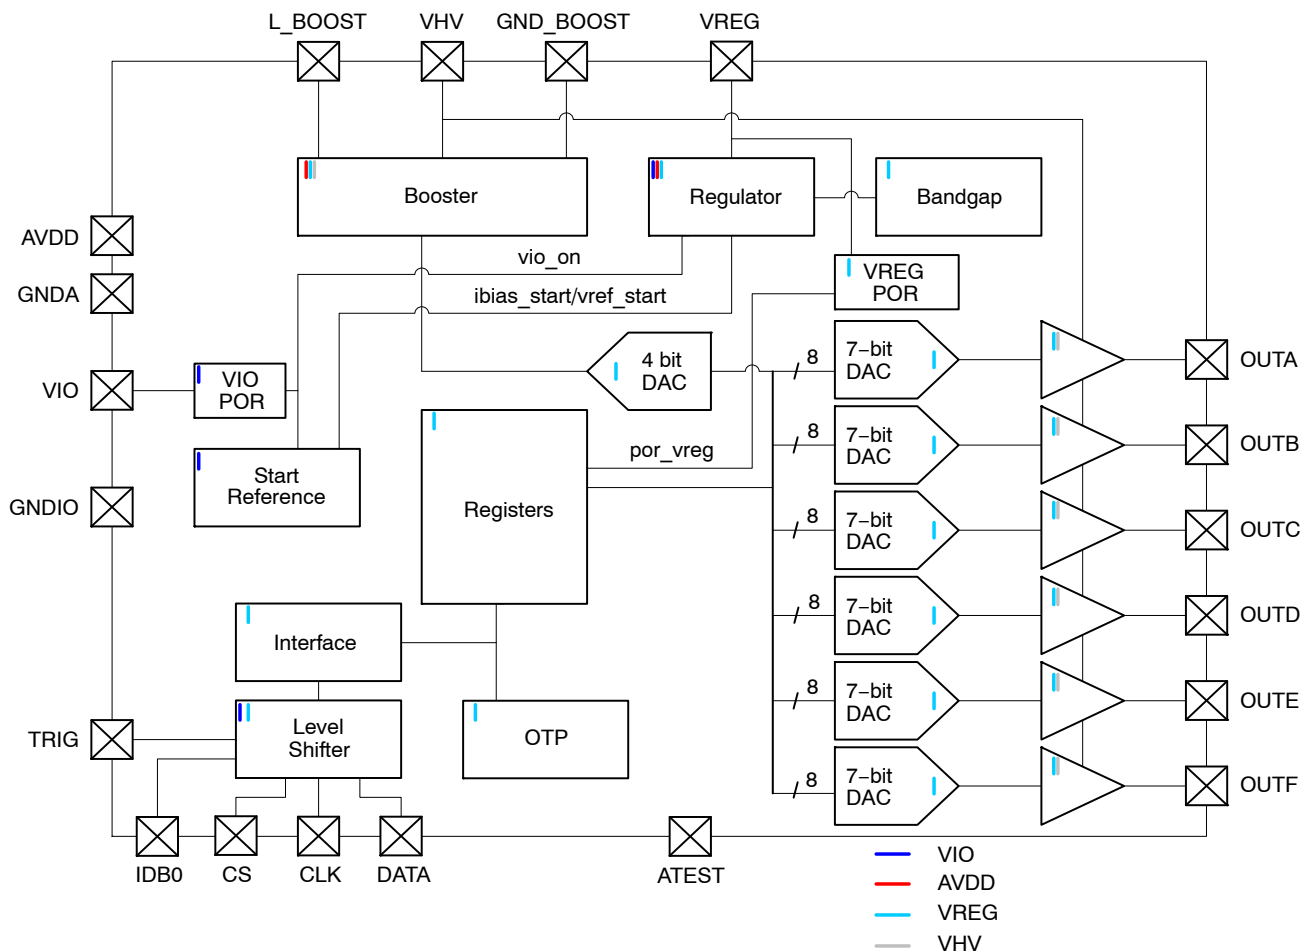 L_BOOST
VHV
GND_BOOST
VREG
Booster
Regulator
Bandgap
AVDD
GNDA
vio_on
VREG
POR
ibias_start/vref_start
4 bit
DAC
8
7−bit
DAC
OUTA
VIO
VIO
POR
8
7−bit
DAC
OUTB
por_vreg
Start
Reference
GNDIO
Registers
8
7−bit
DAC
OUTC
8
7−bit
DAC
OUTD
Interface
8
7−bit
DAC
OUTE
TRIG
Level
Shifter
OTP
8
7−bit
DAC
OUTF
IDB0
CS
CLK
DATA
ATEST
VIO
AVDD
VREG
VHV